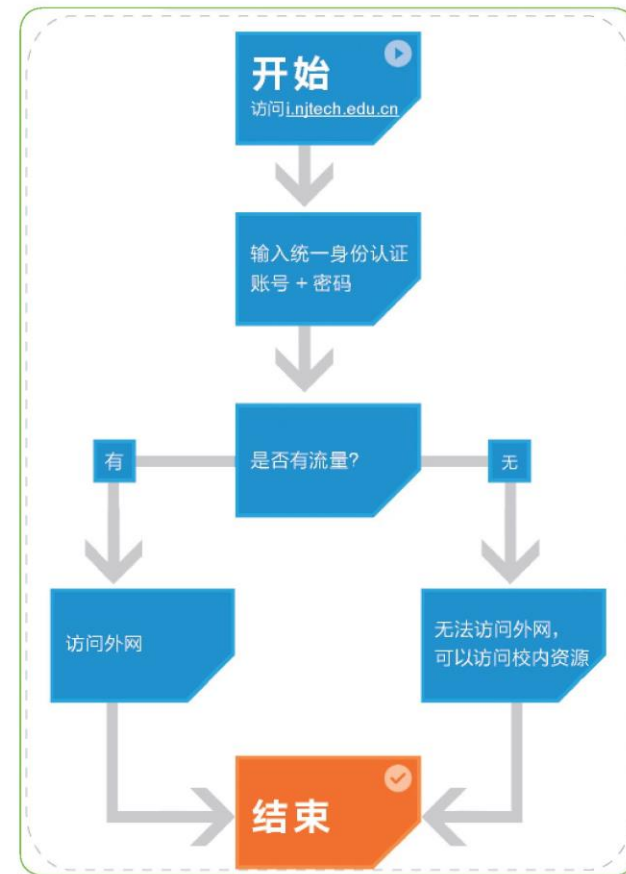 开始
访问i.njtech.edu.cn
输入统一身份认证
账号 + 密码
是否有流量?
有
无
访问外网
无法访问外网，
可以访问校内资源
结束